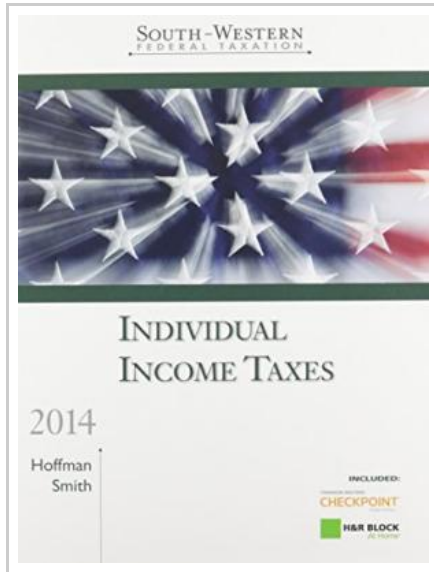 SOUTH-WESTERN
FEDERAL TAXATION
INDIVIDUAL
INCOME TAXES
2014
Hoffman
Smith
INCLUDED:
CHECKPOINT
H&R BLOCK
At Home